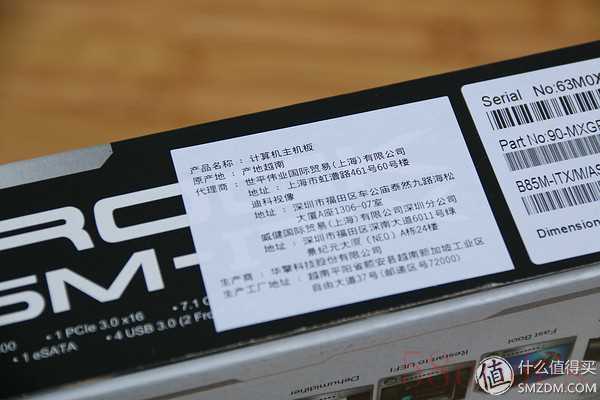 产品名称 : 计算机主机板
原产地 : 产地越南
代理商 : 世平伟业国际贸易(上海)有限公司
地址 : 上海市虹漕路461号60号楼
迪科视像
地址 : 深圳市福田区车公庙泰然九路海松
大厦A座1306-07室
威健国际贸易(上海)有限公司深圳分公司
地址 : 深圳市福田区深南大道6011号绿
景纪元大厦 (NEO) A栋24楼
生产商 : 华擎科技股份有限公司
生产工厂地址 : 越南平阳省顺安县越南新加坡工业区
自由大道37号 (邮递区号72000)
Serial No:63M0X
Part No:90-MXGP
B85M-ITX/M/AS
Dimension
• 1 PCIe 3.0 x16
• 7.1
• 1 eSATA
• 4 USB 3.0 (2 Fro
Fast Boot
Restart to UEFI
Dehumidifier
值 什么值得买
SMZDM.COM